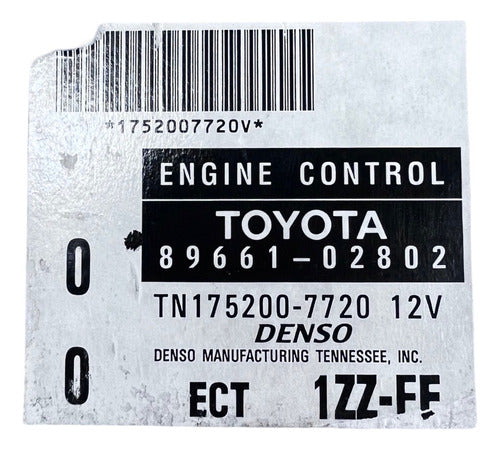 *1752007720V*
ENGINE CONTROL
TOYOTA
89661-02802
TN175200-7720 12V
DENSO
DENSO MANUFACTURING TENNESSEE, INC.
0
0
ECT 1ZZ-FE